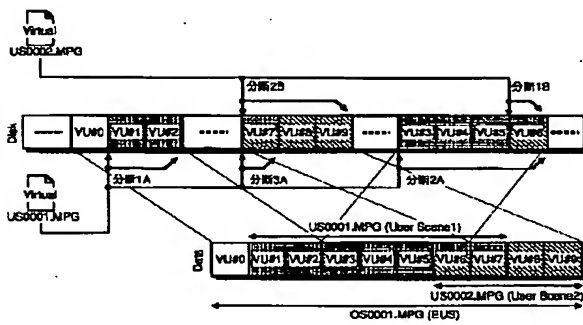 Virtual
US0002.MPG
分断2B
分断1B
Disk
VU#0
VU#1
VU#2
VU#7
VU#8
VU#9
VU#3
VU#4
VU#5
VU#6
Virtual
US0001.MPG
分断1A
分断3A
分断2A
US0001.MPG (User Scene1)
Data
VU#0
VU#1
VU#2
VU#3
VU#4
VU#5
VU#6
VU#7
VU#8
VU#9
US0002.MPG (User Scene2)
OS0001.MPG (EUS)